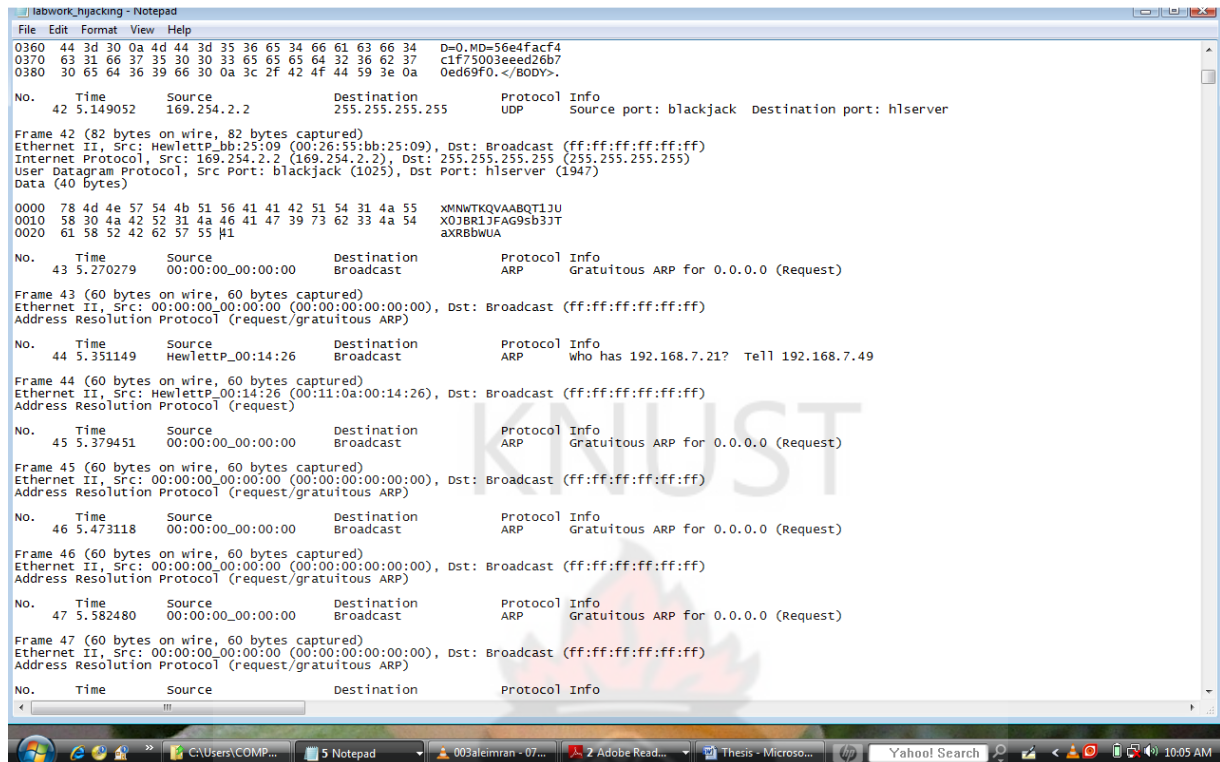 labwork_hijacking - Notepad
File Edit Format View Help
0360 44 3d 30 0a 4d 44 3d 35 36 65 34 66 61 63 66 34 D=0.MD=56e4facf4
0370 63 31 66 37 35 30 30 33 65 65 65 64 32 36 62 37 c1f75003eeed26b7
0380 30 65 64 36 39 66 30 0a 3c 2f 42 4f 44 59 3e 0a 0ed69f0.</BODY>.
No. Time Source Destination Protocol Info
42 5.149052 169.254.2.2 255.255.255.255 UDP Source port: blackjack Destination port: hlserver
Frame 42 (82 bytes on wire, 82 bytes captured)
Ethernet II, Src: HewlettP_bb:25:09 (00:26:55:bb:25:09), Dst: Broadcast (ff:ff:ff:ff:ff:ff)
Internet Protocol, Src: 169.254.2.2 (169.254.2.2), Dst: 255.255.255.255 (255.255.255.255)
User Datagram Protocol, Src Port: blackjack (1025), Dst Port: hlserver (1947)
Data (40 bytes)
0000 78 4d 4e 57 54 4b 51 56 41 41 42 51 54 31 4a 55 xMNWTKQVAABQT1JU
0010 58 30 4a 42 52 31 4a 46 41 47 39 73 62 33 4a 54 X0JBR1JFAG9sb3JT
0020 61 58 52 42 62 57 55 41 aXRBbWUA
No. Time Source Destination Protocol Info
43 5.270279 00:00:00_00:00:00 Broadcast ARP Gratuitous ARP for 0.0.0.0 (Request)
Frame 43 (60 bytes on wire, 60 bytes captured)
Ethernet II, Src: 00:00:00_00:00:00 (00:00:00:00:00:00), Dst: Broadcast (ff:ff:ff:ff:ff:ff)
Address Resolution Protocol (request/gratuitous ARP)
No. Time Source Destination Protocol Info
44 5.351149 HewlettP_00:14:26 Broadcast ARP Who has 192.168.7.21? Tell 192.168.7.49
Frame 44 (60 bytes on wire, 60 bytes captured)
Ethernet II, Src: HewlettP_00:14:26 (00:11:0a:00:14:26), Dst: Broadcast (ff:ff:ff:ff:ff:ff)
Address Resolution Protocol (request)
No. Time Source Destination Protocol Info
45 5.379451 00:00:00_00:00:00 Broadcast ARP Gratuitous ARP for 0.0.0.0 (Request)
Frame 45 (60 bytes on wire, 60 bytes captured)
Ethernet II, Src: 00:00:00_00:00:00 (00:00:00:00:00:00), Dst: Broadcast (ff:ff:ff:ff:ff:ff)
Address Resolution Protocol (request/gratuitous ARP)
No. Time Source Destination Protocol Info
46 5.473118 00:00:00_00:00:00 Broadcast ARP Gratuitous ARP for 0.0.0.0 (Request)
Frame 46 (60 bytes on wire, 60 bytes captured)
Ethernet II, Src: 00:00:00_00:00:00 (00:00:00:00:00:00), Dst: Broadcast (ff:ff:ff:ff:ff:ff)
Address Resolution Protocol (request/gratuitous ARP)
No. Time Source Destination Protocol Info
47 5.582480 00:00:00_00:00:00 Broadcast ARP Gratuitous ARP for 0.0.0.0 (Request)
Frame 47 (60 bytes on wire, 60 bytes captured)
Ethernet II, Src: 00:00:00_00:00:00 (00:00:00:00:00:00), Dst: Broadcast (ff:ff:ff:ff:ff:ff)
Address Resolution Protocol (request/gratuitous ARP)
No. Time Source Destination Protocol Info
KNUST
C:\Users\COMP... 5 Notepad 003aleimran - 07... 2 Adobe Read... Thesis - Microso... hp Yahoo! Search 10:05 AM